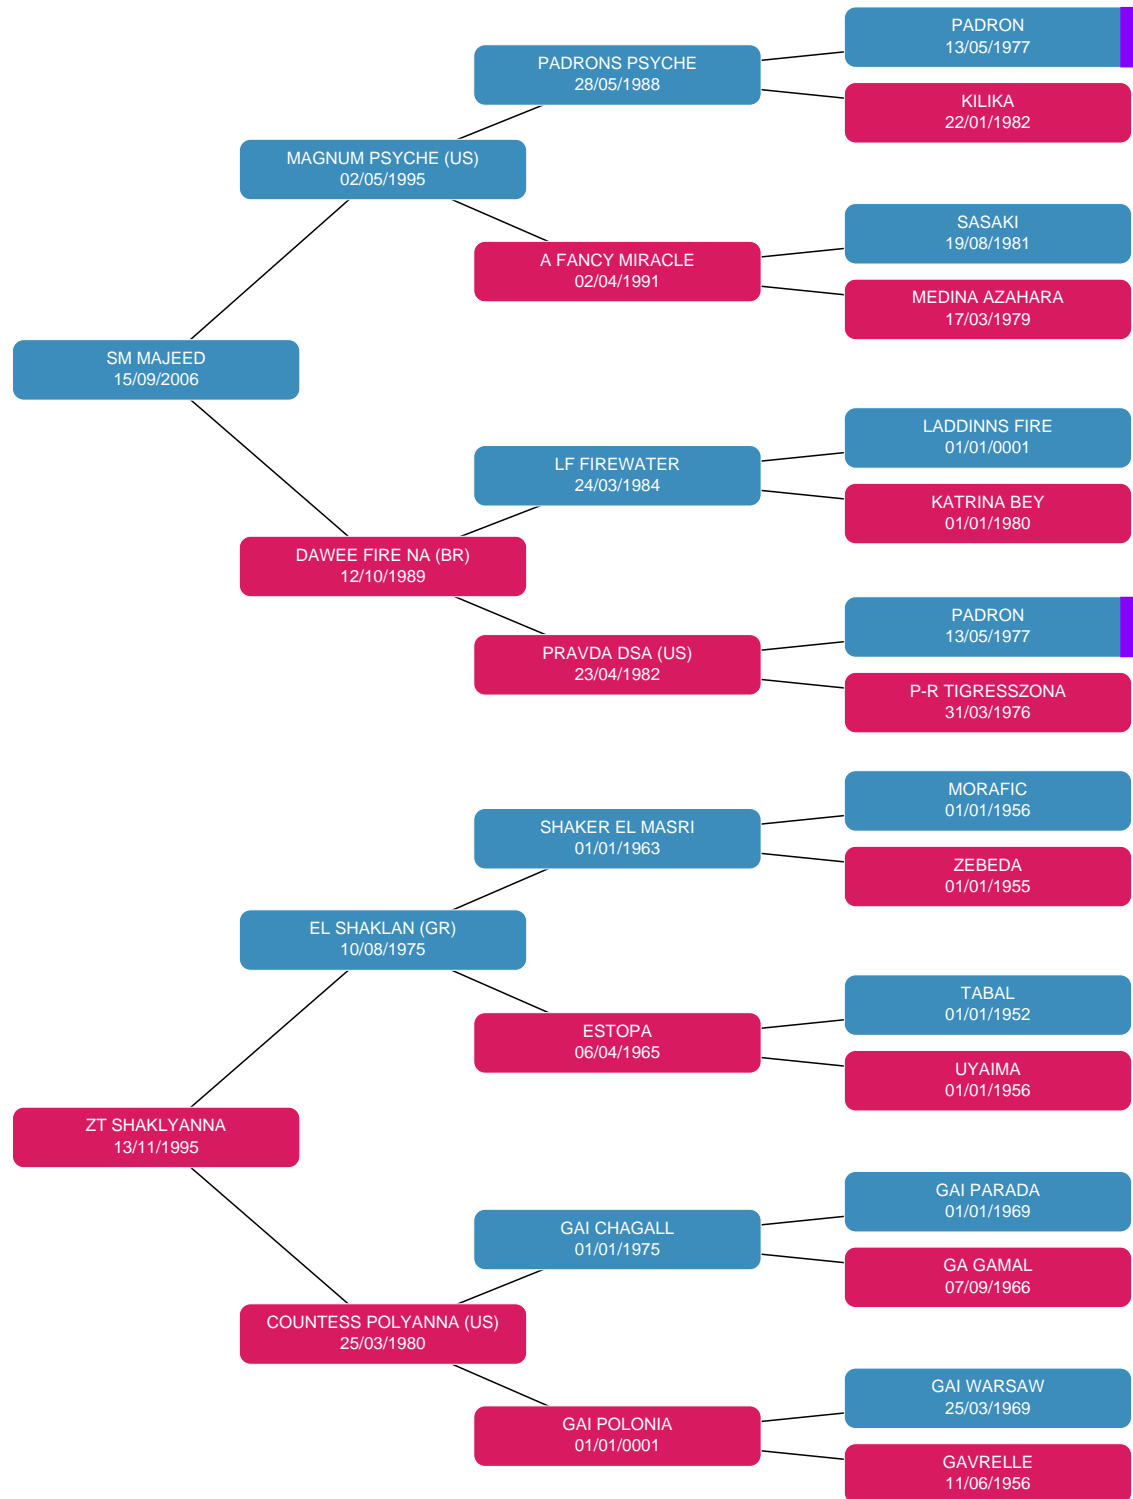 PADRON
13/05/1977
PADRONS PSYCHE
28/05/1988
KILIKA
22/01/1982
MAGNUM PSYCHE (US)
02/05/1995
SASAKI
19/08/1981
A FANCY MIRACLE
02/04/1991
MEDINA AZAHARA
17/03/1979
SM MAJEED
15/09/2006
LADDINNS FIRE
01/01/0001
LF FIREWATER
24/03/1984
KATRINA BEY
01/01/1980
DAWEE FIRE NA (BR)
12/10/1989
PADRON
13/05/1977
PRAVDA DSA (US)
23/04/1982
P-R TIGRESSZONA
31/03/1976
MORAFIC
01/01/1956
SHAKER EL MASRI
01/01/1963
ZEBEDA
01/01/1955
EL SHAKLAN (GR)
10/08/1975
TABAL
01/01/1952
ESTOPA
06/04/1965
UYAIMA
01/01/1956
ZT SHAKLYANNA
13/11/1995
GAI PARADA
01/01/1969
GAI CHAGALL
01/01/1975
GA GAMAL
07/09/1966
COUNTESS POLYANNA (US)
25/03/1980
GAI WARSAW
25/03/1969
GAI POLONIA
01/01/0001
GAVRELLE
11/06/1956